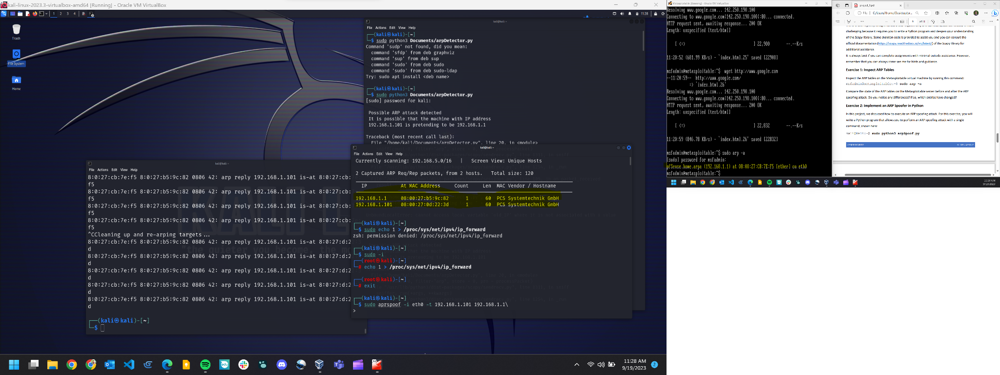 kali-linux-2023.3-virtualbox-amd64 [Running] - Oracle VM VirtualBox
1 2 3 4
11:28
Trash
File System
Home
kali@kali: ~
File Actions Edit View Help
┌──(kali㉿kali)-[~]
└─$ sudp python3 Documents/arpDetector.py
Command 'sudp' not found, did you mean:
command 'sfdp' from deb graphviz
command 'sup' from deb sup
command 'sudo' from deb sudo
command 'sudo' from deb sudo-ldap
Try: sudo apt install <deb name>
┌──(kali㉿kali)-[~]
└─$ sudo python3 Documents/arpDetector.py
[sudo] password for kali:
Possible ARP attack detected
It is possible that the machine with IP address
192.168.1.101 is pretending to be 192.168.1.1
Traceback (most recent call last):
File "/home/kali/Documents/arpDetector.py", line 20, in <module>
kali@kali: ~
File Actions Edit View Help
8:0:27:cb:7e:f5 8:0:27:b5:9c:82 0806 42: arp reply 192.168.1.101 is-at 8:0:27:cb:7e:
f5
8:0:27:cb:7e:f5 8:0:27:b5:9c:82 0806 42: arp reply 192.168.1.101 is-at 8:0:27:cb:7e:
f5
8:0:27:cb:7e:f5 8:0:27:b5:9c:82 0806 42: arp reply 192.168.1.101 is-at 8:0:27:cb:7e:
f5
8:0:27:cb:7e:f5 8:0:27:b5:9c:82 0806 42: arp reply 192.168.1.101 is-at 8:0:27:cb:7e:
f5
^CCleaning up and re-arping targets...
8:0:27:cb:7e:f5 8:0:27:b5:9c:82 0806 42: arp reply 192.168.1.101 is-at 8:0:27:d:2
d
8:0:27:cb:7e:f5 8:0:27:b5:9c:82 0806 42: arp reply 192.168.1.101 is-at 8:0:27:d:2
d
8:0:27:cb:7e:f5 8:0:27:b5:9c:82 0806 42: arp reply 192.168.1.101 is-at 8:0:27:d:2
d
8:0:27:cb:7e:f5 8:0:27:b5:9c:82 0806 42: arp reply 192.168.1.101 is-at 8:0:27:d:2
d
8:0:27:cb:7e:f5 8:0:27:b5:9c:82 0806 42: arp reply 192.168.1.101 is-at 8:0:27:d:2
d
┌──(kali㉿kali)-[~]
└─$
kali@kali: ~
File Actions Edit View Help
Currently scanning: 192.168.5.0/16 | Screen View: Unique Hosts
2 Captured ARP Req/Rep packets, from 2 hosts. Total size: 120
IP At MAC Address Count Len MAC Vendor / Hostname
192.168.1.1 08:00:27:b5:9c:82 1 60 PCS Systemtechnik GmbH
192.168.1.101 08:00:27:0d:22:3d 1 60 PCS Systemtechnik GmbH
┌──(kali㉿kali)-[~]
└─$ sudo echo 1 > /proc/sys/net/ipv4/ip_forward
zsh: permission denied: /proc/sys/net/ipv4/ip_forward
┌──(kali㉿kali)-[~]
└─$ sudo -i
┌──(root㉿kali)-[~]
└─# echo 1 > /proc/sys/net/ipv4/ip_forward
┌──(root㉿kali)-[~]
└─# exit
┌──(kali㉿kali)-[~]
└─$ sudo aprspoof -i eth0 -t 192.168.1.101 192.168.1.1\
>
11:28 AM
9/19/2023
2
Metasploitable [Running] - Oracle VM VirtualBox
Resolving www.google.com... 142.250.190.100
Connecting to www.google.com|142.250.190.100|:80... connected.
HTTP request sent, awaiting response... 200 OK
Length: unspecified [text/html]
[ <=> ] 22,900 --.--K/s
11:20:52 (601.99 KB/s) - `index.html.25' saved [22900]
msfadmin@metasploitable:~$ wget http://www.google.com
--11:20:59-- http://www.google.com/
=> `index.html.26'
Resolving www.google.com... 142.250.190.100
Connecting to www.google.com|142.250.190.100|:80... connected.
HTTP request sent, awaiting response... 200 OK
Length: unspecified [text/html]
[ <=> ] 22,832 --.--K/s
11:20:59 (846.70 KB/s) - `index.html.26' saved [22832]
msfadmin@metasploitable:~$ sudo arp -a
[sudo] password for msfadmin:
pfSense.home.arpa (192.168.1.1) at 08:00:27:CB:7E:F5 [ether] on eth0
msfadmin@metasploitable:~$
project_1.pdf
File | C:/Users/thome/Desktop/pr...
9 of 11
challenging because it requires you to write a Python program and deepen your understanding
of the Scapy library. Some skeleton code is provided to assist you and you can consult the
official documentation (https://scapy.readthedocs.io/en/latest/) of the Scapy library for
additional assistance.
It is always best if you can complete assignments with minimal outside assistance. However,
remember that you can always come see me for hints and guidance.
Exercise 1: Inspect ARP Tables
Inspect the ARP tables on the Metasploitable virtual machine by running this command:
msfadmin@metasploitable:~$ sudo arp -a
Compare the state of the ARP tables on the Metasploitable server before and after the ARP
spoofing attack. Do you notice any differences? If so, which entries have changed?
Exercise 2: Implement an ARP Spoofer in Python
In this project, we discussed how to execute an ARP spoofing attack. For this exercise, you will
write a Python program that allows you to perform an ARP spoofing attack with a single
command, shown here:
kali@kali:~$ sudo python3 arpSpoof.py
CYBERSECURITY
M. BEN-AZZOUZ
11:28 AM
9/19/2023